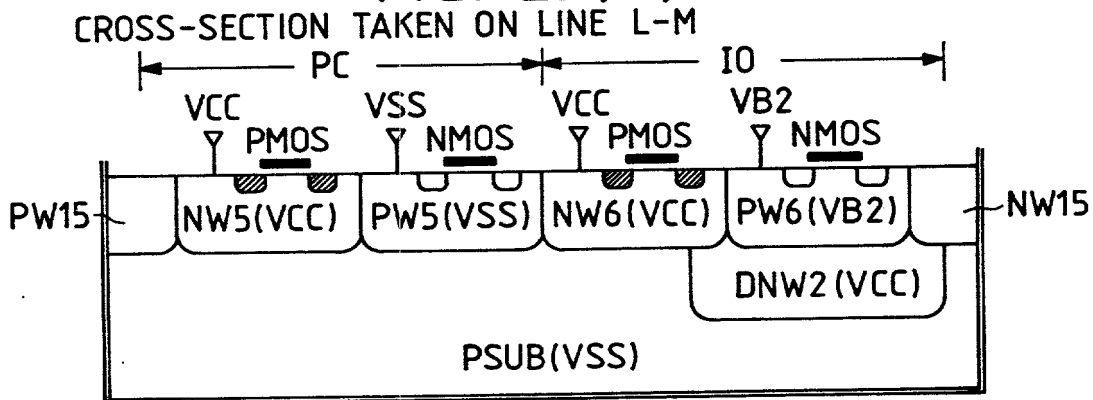 CROSS-SECTION TAKEN ON LINE L-M
PC IO
VCC VSS VCC VB2
PMOS NMOS PMOS NMOS
PW15 NW5(VCC) PW5(VSS) NW6(VCC) PW6(VB2) NW15
DNW2(VCC)
PSUB(VSS)